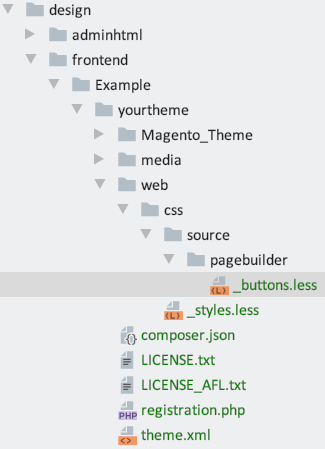 design
adminhtml
frontend
Example
yourtheme
Magento_Theme
media
web
css
source
pagebuilder
{L} _buttons.less
{L} _styles.less
composer.json
LICENSE.txt
LICENSE_AFL.txt
PHP registration.php
<> theme.xml